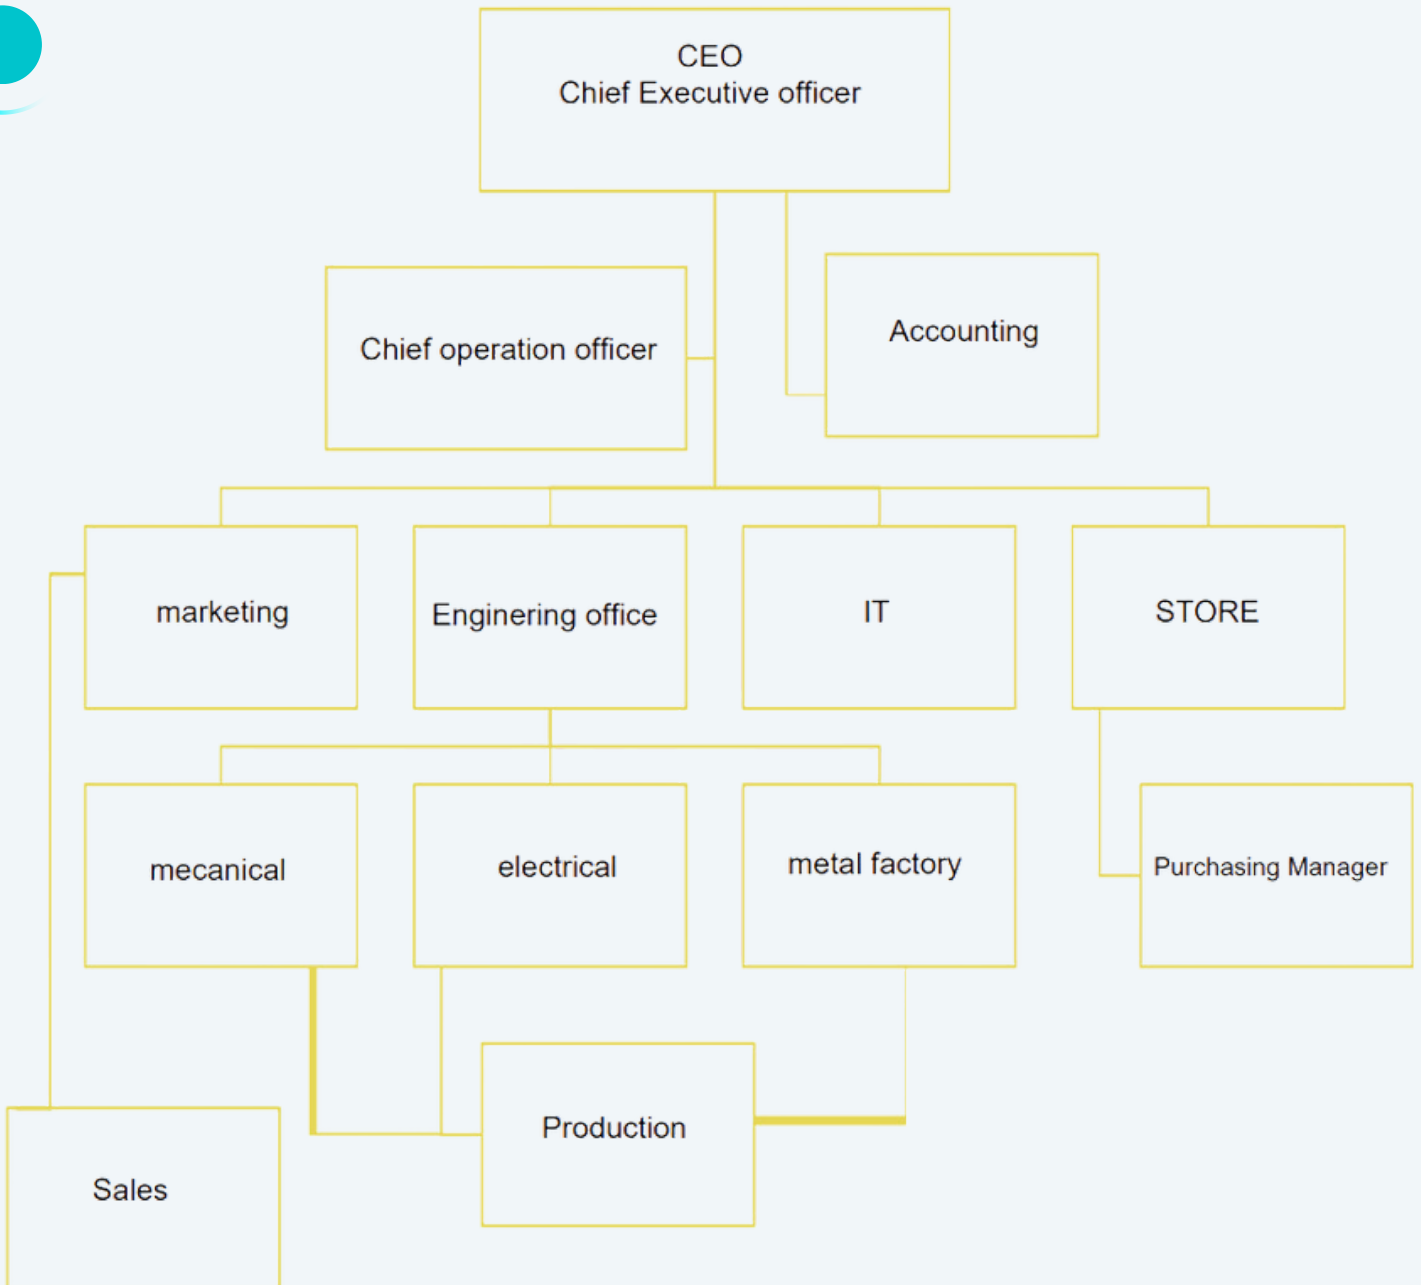 CEO
Chief Executive officer
Chief operation officer
Accounting
marketing
Enginering office
IT
STORE
mecanical
electrical
metal factory
Purchasing Manager
Production
Sales